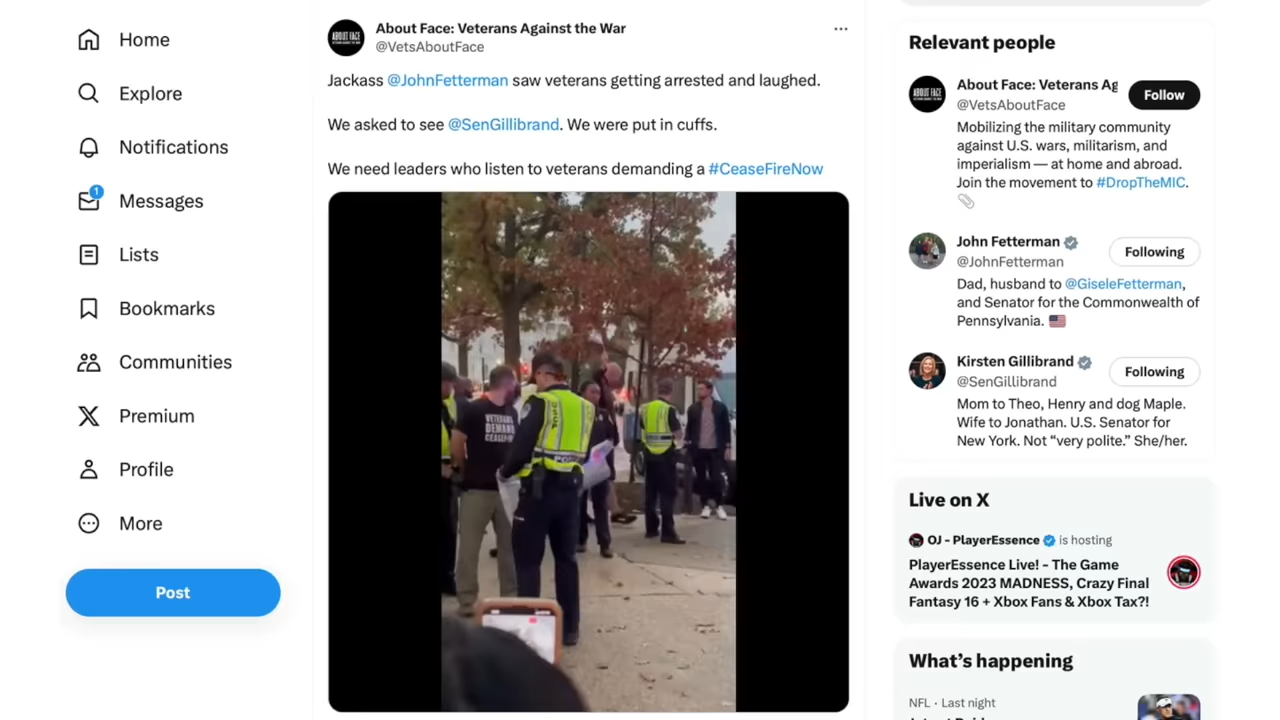 Home
Explore
Notifications
1
Messages
Lists
Bookmarks
Communities
Premium
Profile
More
Post
ABOUT FACE
About Face: Veterans Against the War
@VetsAboutFace
Jackass @JohnFetterman saw veterans getting arrested and laughed.
We asked to see @SenGillibrand. We were put in cuffs.
We need leaders who listen to veterans demanding a #CeaseFireNow
VETERANS
DEMAND
Relevant people
ABOUT FACE
About Face: Veterans Ag
Follow
@VetsAboutFace
Mobilizing the military community
against U.S. wars, militarism, and
imperialism — at home and abroad.
Join the movement to #DropTheMIC.
John Fetterman
Following
@JohnFetterman
Dad, husband to @GiseleFetterman,
and Senator for the Commonwealth of
Pennsylvania.
Kirsten Gillibrand
Following
@SenGillibrand
Mom to Theo, Henry and dog Maple.
Wife to Jonathan. U.S. Senator for
New York. Not “very polite.” She/her.
Live on X
OJ - PlayerEssence is hosting
PlayerEssence Live! - The Game
Awards 2023 MADNESS, Crazy Final
Fantasy 16 + Xbox Fans & Xbox Tax?!
What’s happening
NFL · Last night